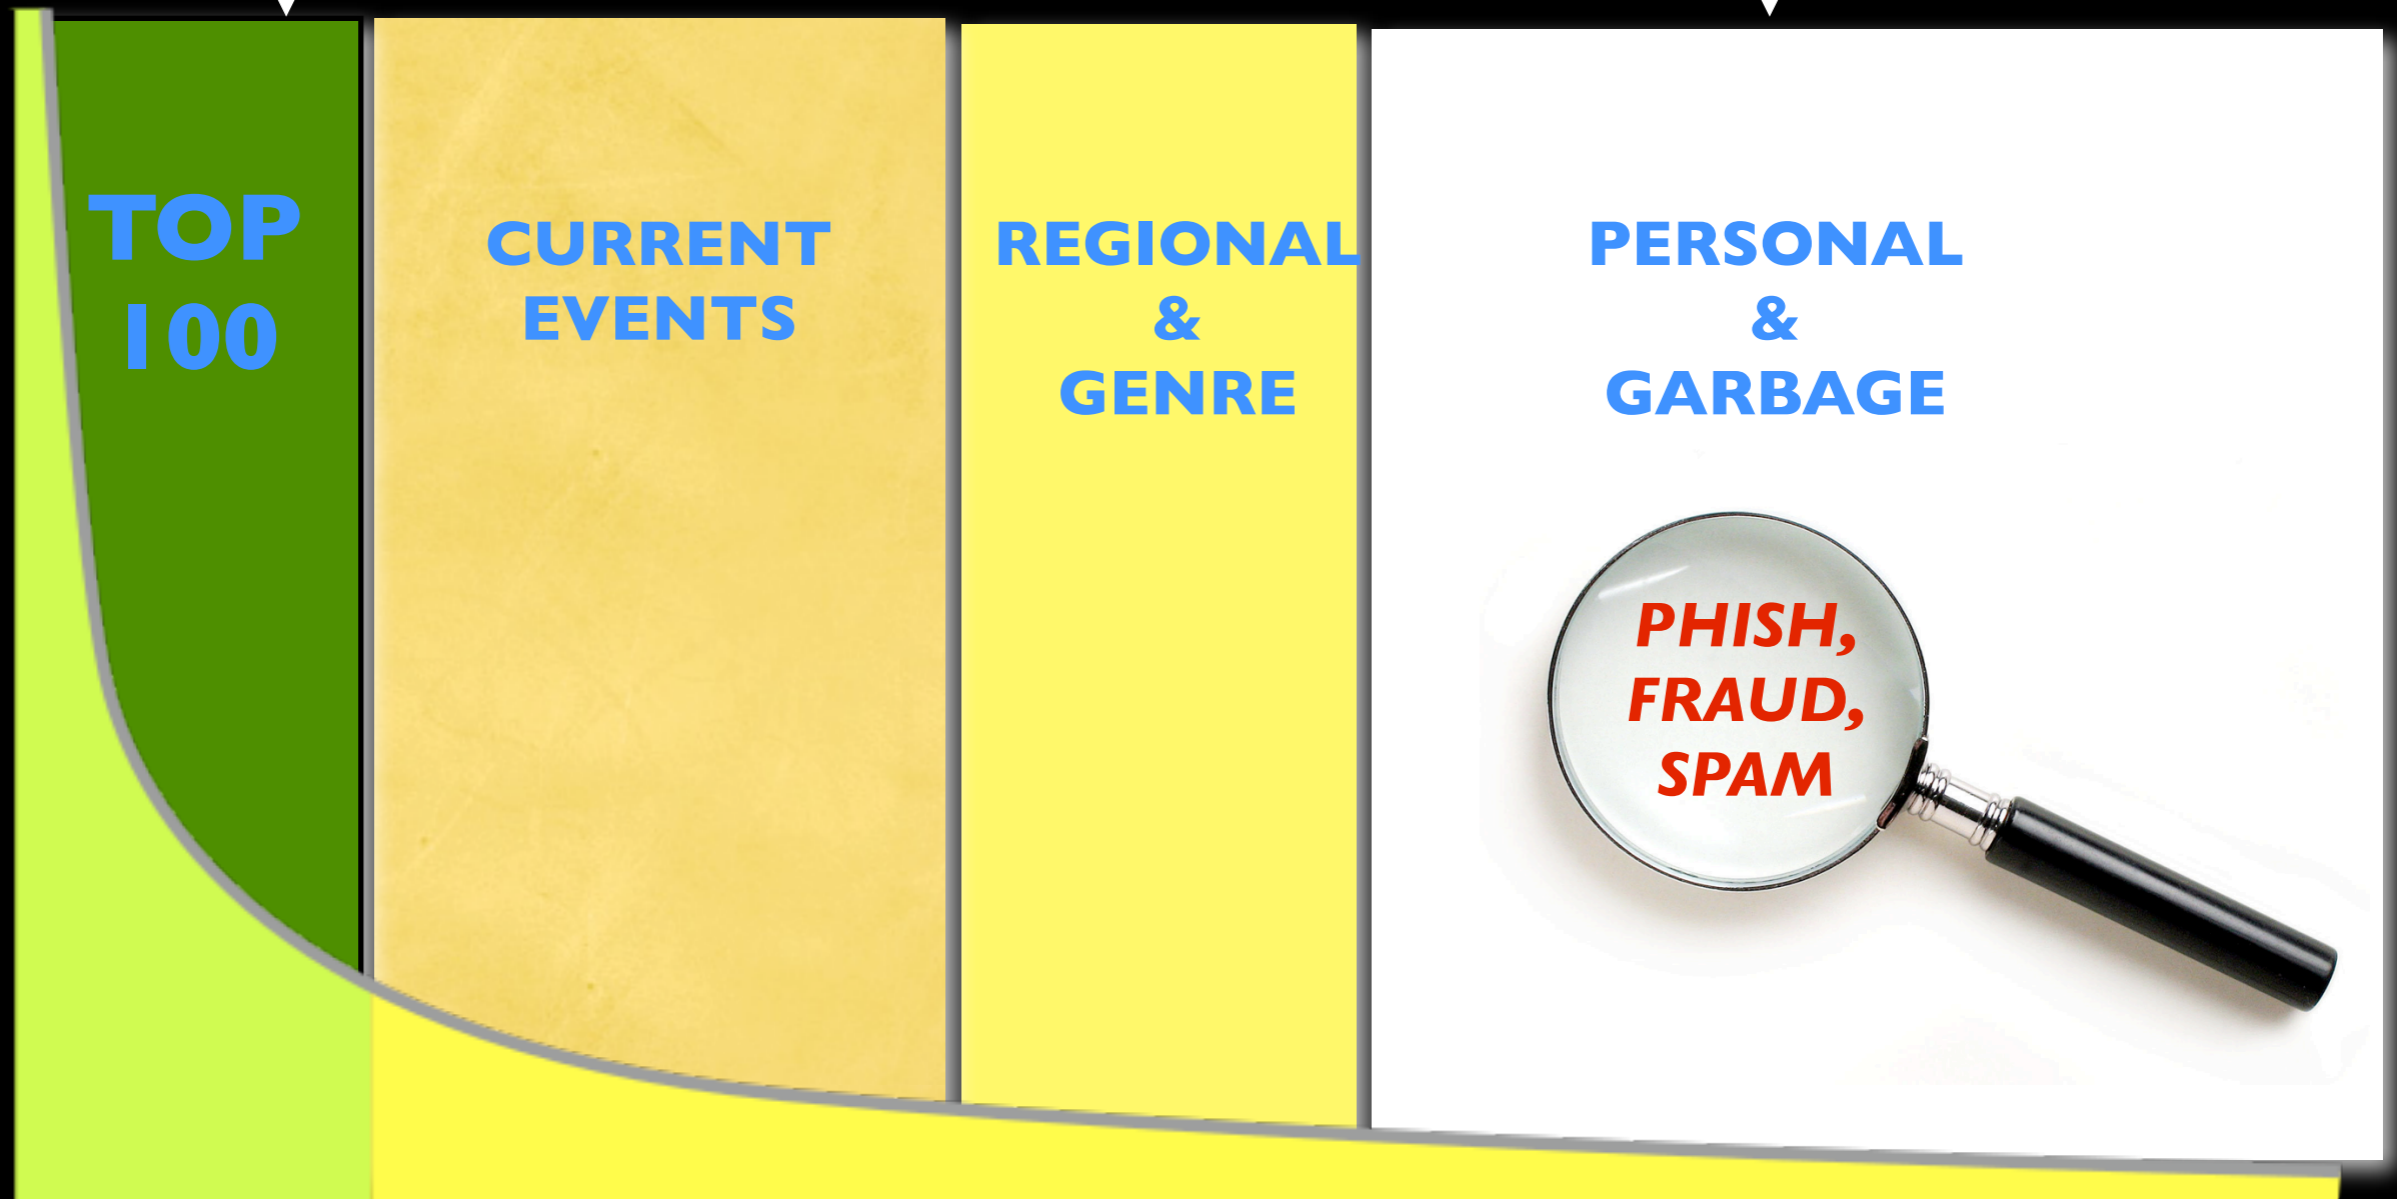 TOP
100
CURRENT
EVENTS
REGIONAL
&
GENRE
PERSONAL
&
GARBAGE
PHISH,
FRAUD,
SPAM